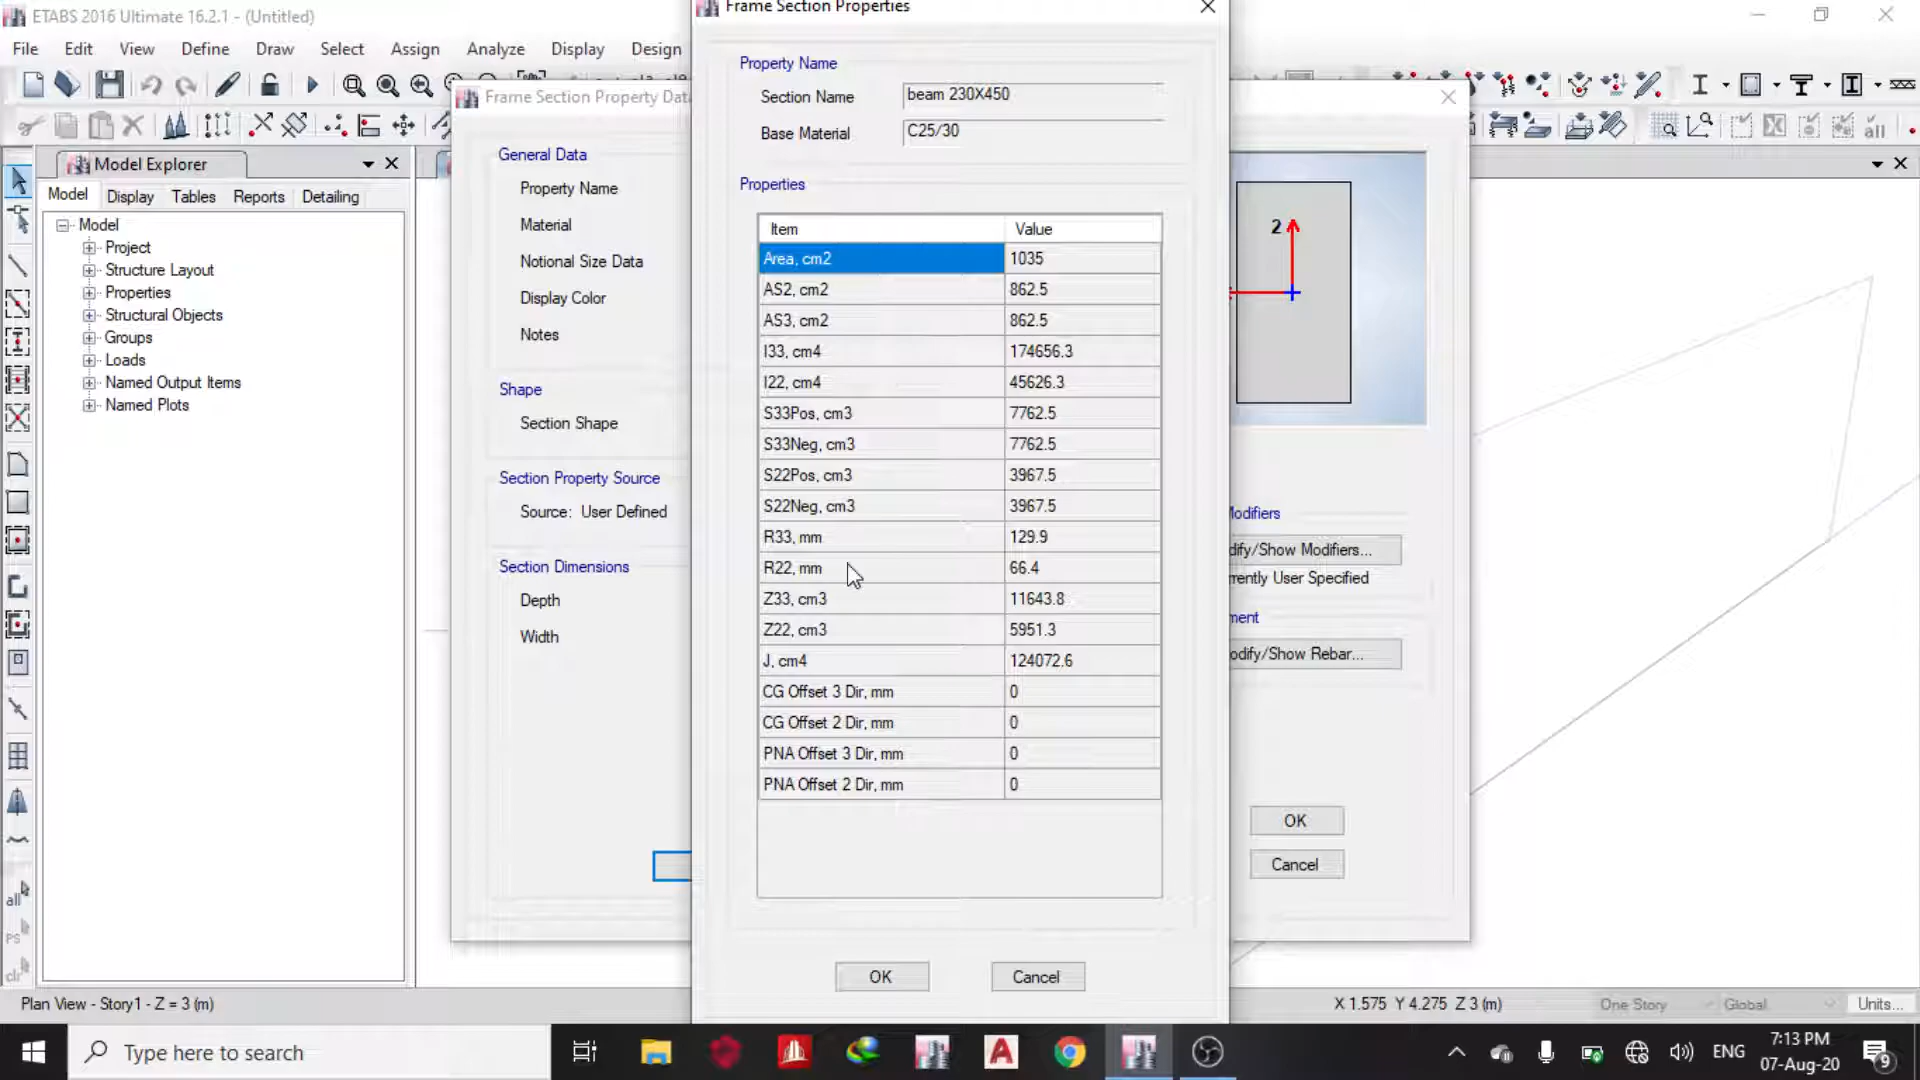 ETABS 2016 Ultimate 16.2.1 - (Untitled)
File Edit View Define Draw Select Assign Analyze Display Design
Frame Section Properties
Frame Section Property Data
Model Explorer
Model Display Tables Reports Detailing
Model
Project
Structure Layout
Properties
Structural Objects
Groups
Loads
Named Output Items
Named Plots
General Data
Property Name
Material
Notional Size Data
Display Color
Notes
Shape
Section Shape
Section Property Source
Source: User Defined
Section Dimensions
Depth
Width
Property Name
Section Name beam 230X450
Base Material C25/30
Properties
Item Value
Area, cm2 1035
AS2, cm2 862.5
AS3, cm2 862.5
I33, cm4 174656.3
I22, cm4 45626.3
S33Pos, cm3 7762.5
S33Neg, cm3 7762.5
S22Pos, cm3 3967.5
S22Neg, cm3 3967.5
R33, mm 129.9
R22, mm 66.4
Z33, cm3 11643.8
Z22, cm3 5951.3
J, cm4 124072.6
CG Offset 3 Dir, mm 0
CG Offset 2 Dir, mm 0
PNA Offset 3 Dir, mm 0
PNA Offset 2 Dir, mm 0
OK Cancel
2
Modifiers
dify/Show Modifiers...
rently User Specified
ment
odify/Show Rebar...
OK
Cancel
all
all
PS
clr
Plan View - Story1 - Z = 3 (m) X 1.575 Y 4.275 Z 3 (m) One Story Global Units...
Type here to search
ENG
7:13 PM
07-Aug-20
9